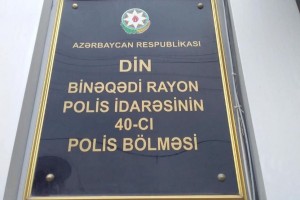 AZƏRBAYCAN RESPUBLİKASI
DİN
BİNƏQƏDİ RAYON
POLİS İDARƏSİNİN
40-CI
POLİS BÖLMƏSİ